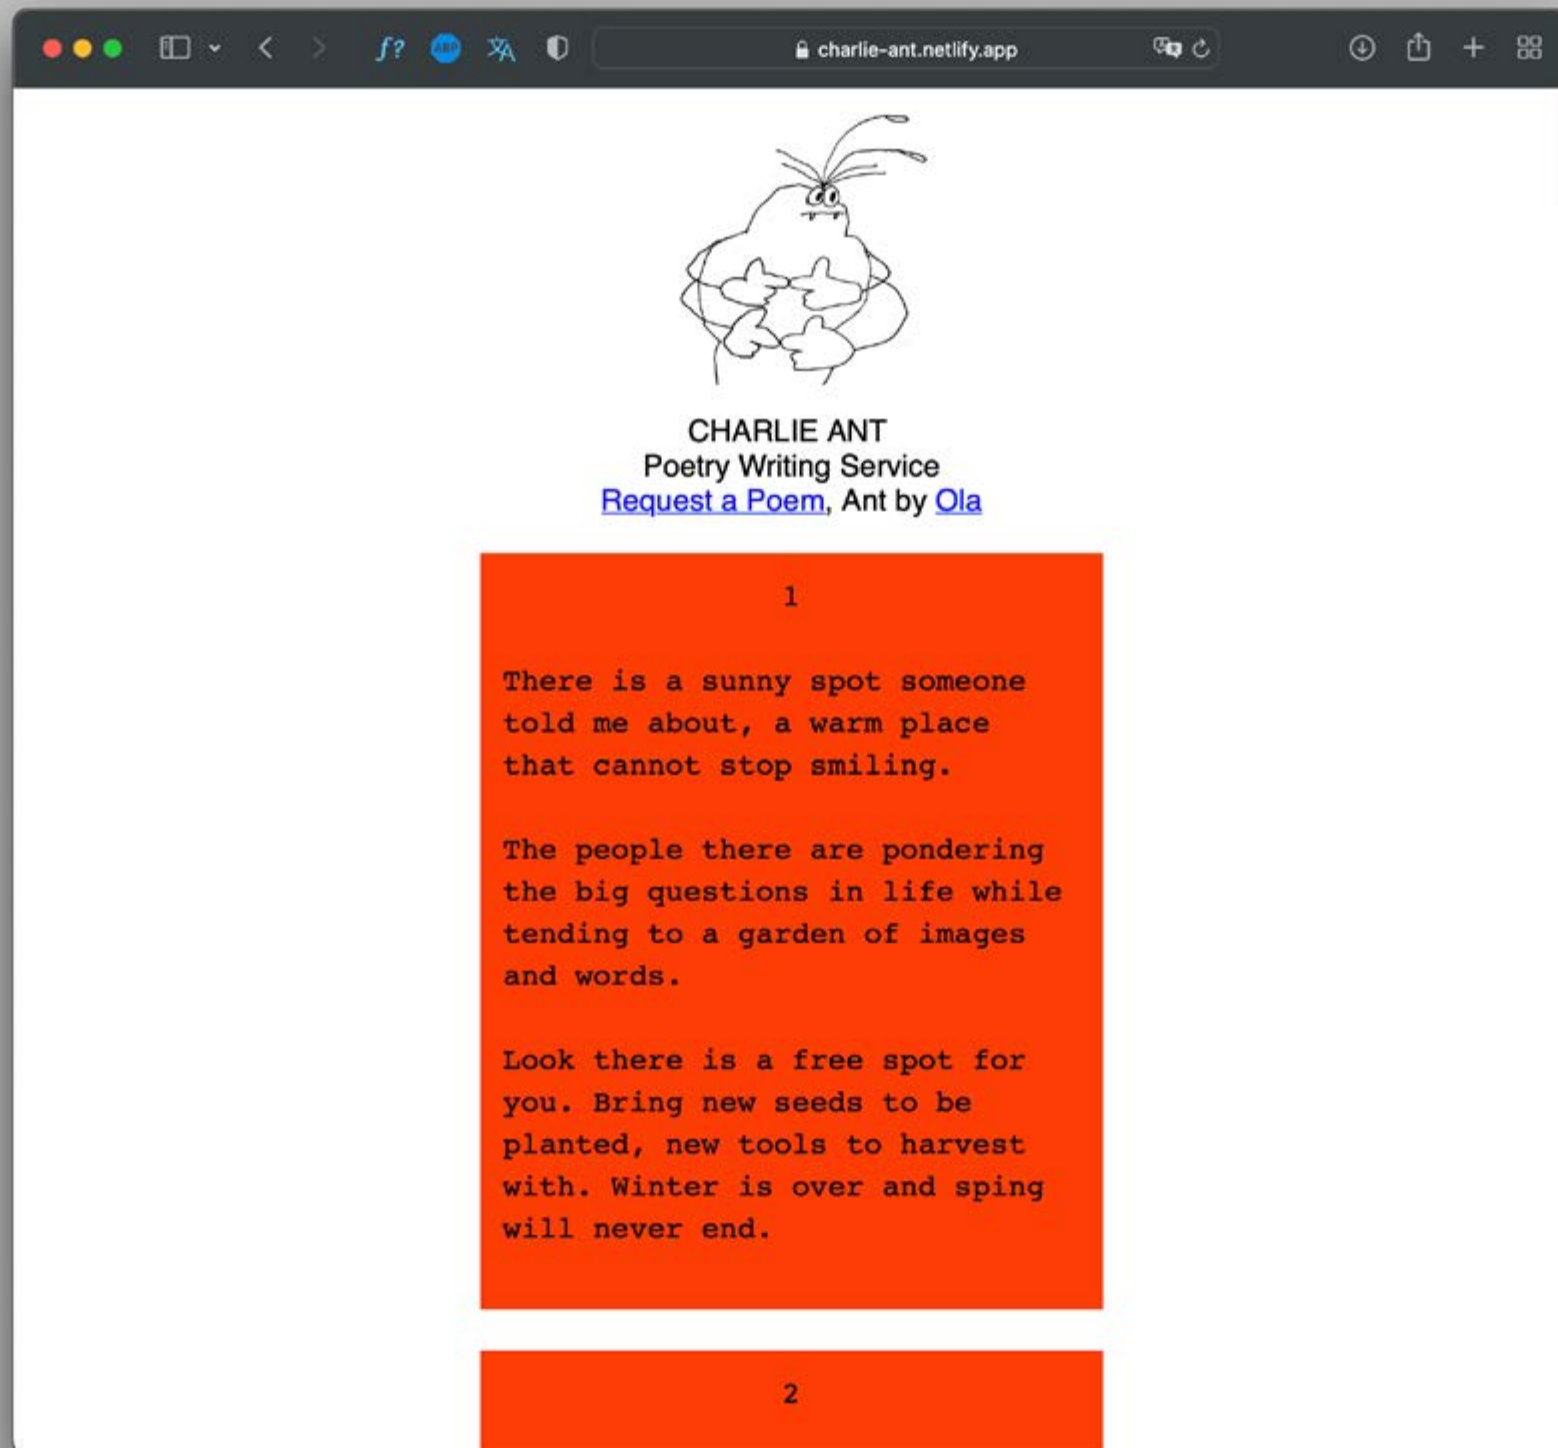 f?
ABP
charlie-ant.netlify.app
CHARLIE ANT
Poetry Writing Service
Request a Poem, Ant by Ola
1
There is a sunny spot someone
told me about, a warm place
that cannot stop smiling.
The people there are pondering
the big questions in life while
tending to a garden of images
and words.
Look there is a free spot for
you. Bring new seeds to be
planted, new tools to harvest
with. Winter is over and sping
will never end.
2